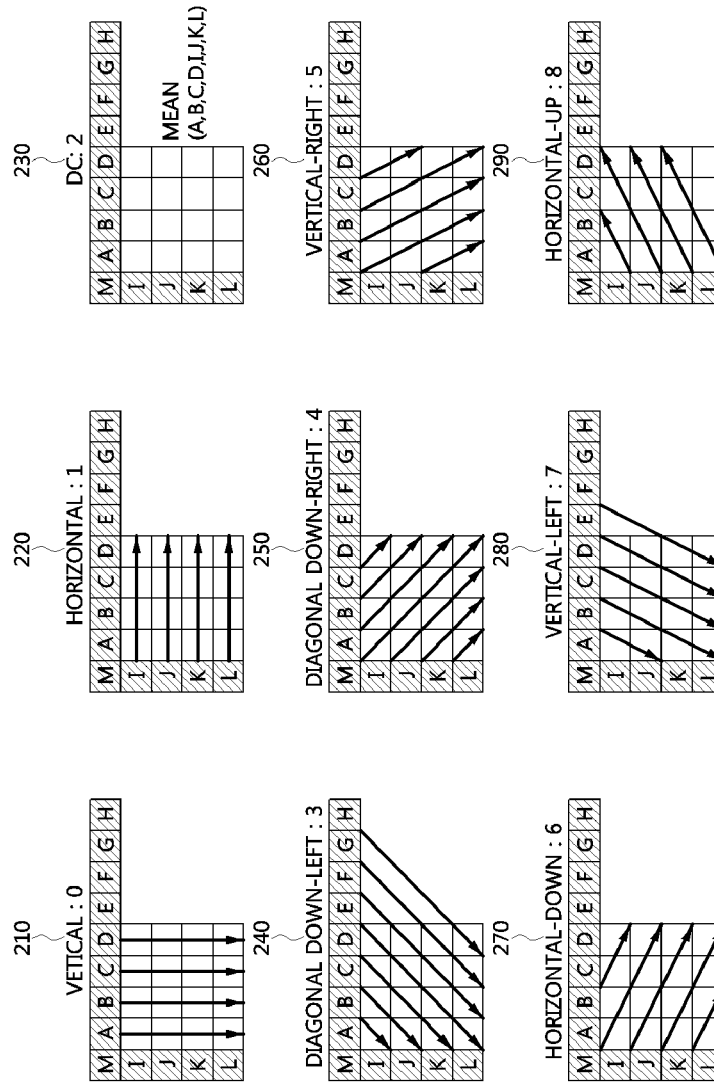 210
VETICAL : 0
M A B C D E F G H
I
J
K
L
220
HORIZONTAL : 1
M A B C D E F G H
I
J
K
L
230
DC: 2
M A B C D E F G H
I
J
K
L
MEAN
(A,B,C,D,I,J,K,L)
240
DIAGONAL DOWN-LEFT : 3
M A B C D E F G H
I
J
K
L
250
DIAGONAL DOWN-RIGHT : 4
M A B C D E F G H
I
J
K
L
260
VERTICAL-RIGHT : 5
M A B C D E F G H
I
J
K
L
270
HORIZONTAL-DOWN : 6
M A B C D E F G H
I
J
K
L
280
VERTICAL-LEFT : 7
M A B C D E F G H
I
J
K
L
290
HORIZONTAL-UP : 8
M A B C D E F G H
I
J
K
L